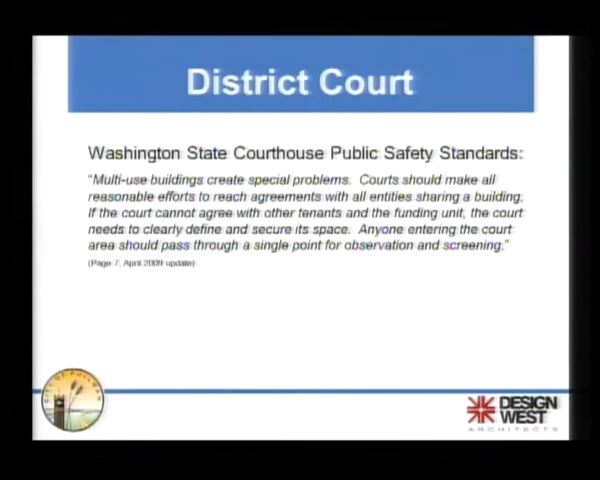 District Court
Washington State Courthouse Public Safety Standards:
"Multi-use buildings create special problems. Courts should make all
reasonable efforts to reach agreements with all entities sharing a building.
If the court cannot agree with other tenants and the funding unit, the court
needs to clearly define and secure its space. Anyone entering the court
area should pass through a single point for observation and screening."
(Page 7, April 2009 update)
CITY OF PULLMAN
DESIGN
WEST
ARCHITECTS